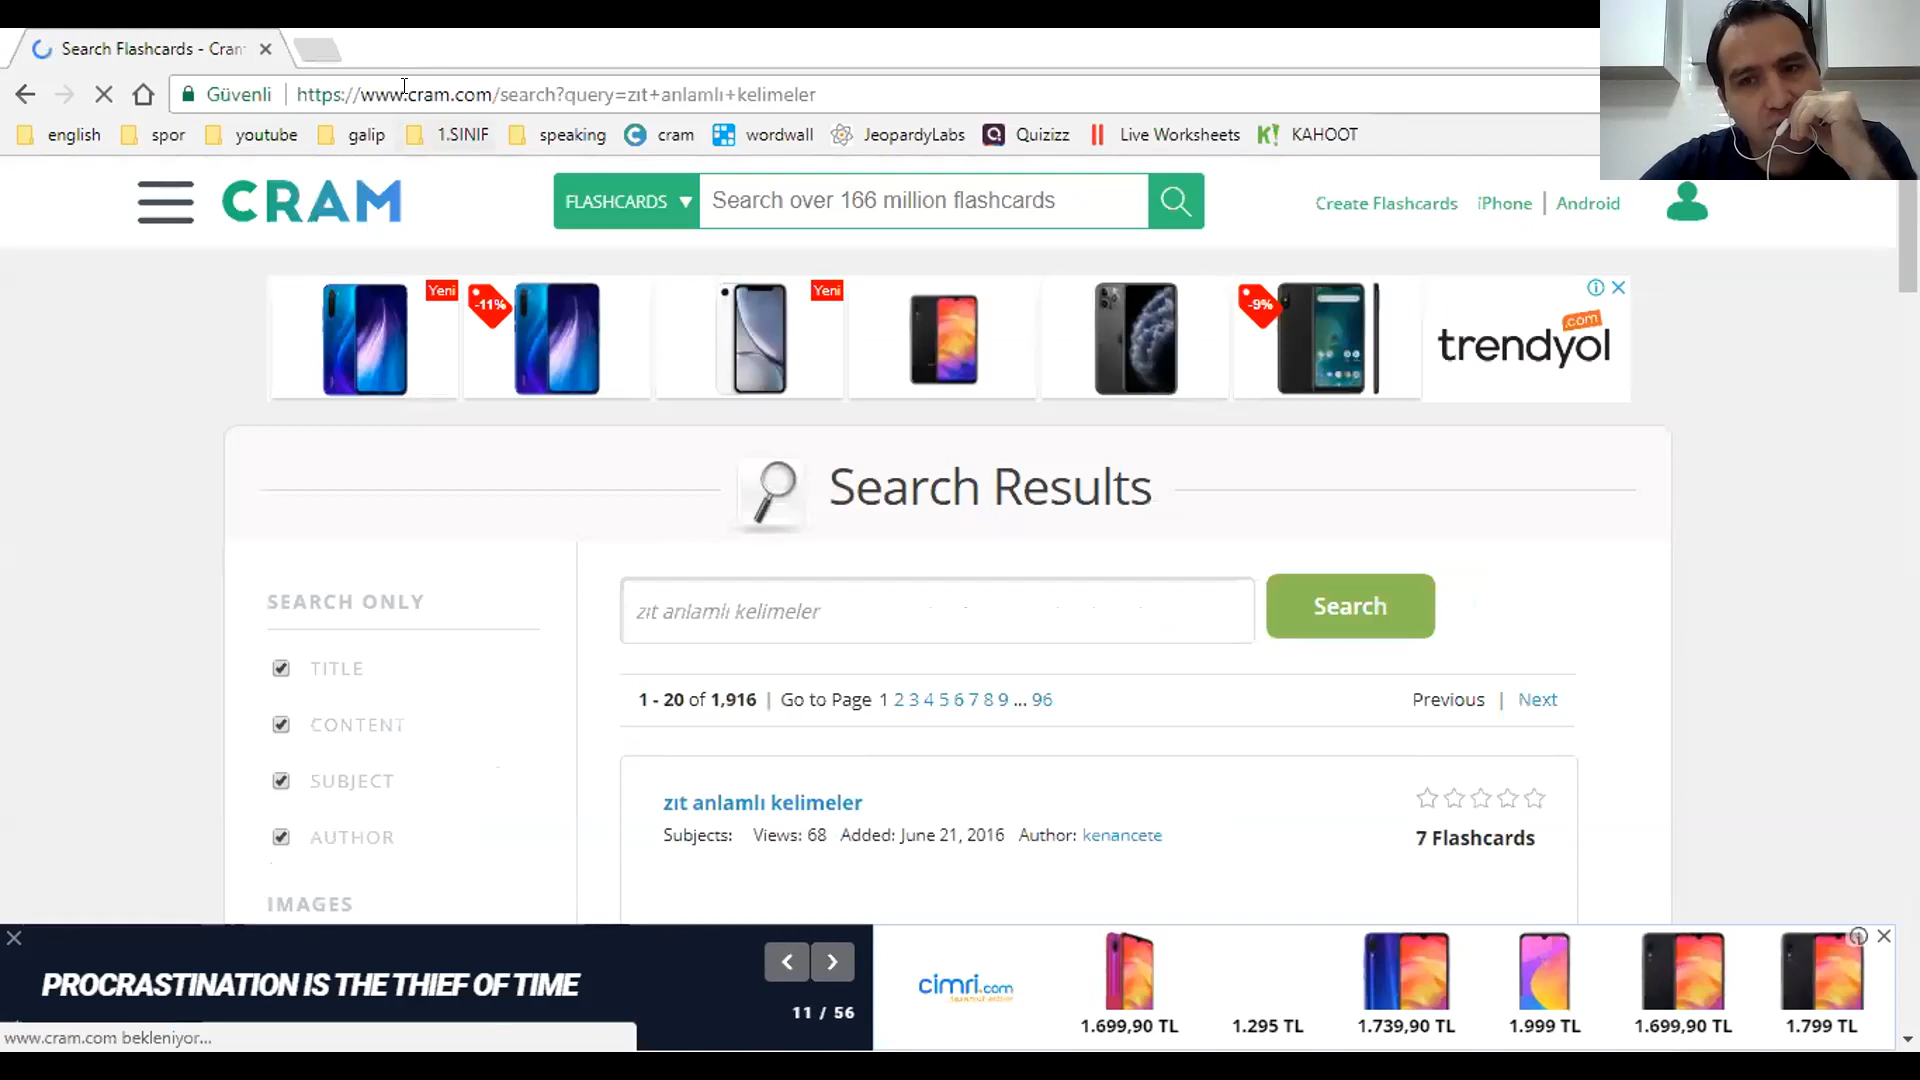 Search Flashcards - Cram
Güvenli
https://www.cram.com/search?query=zıt+anlamlı+kelimeler
english
spor
youtube
galip
1.SINIF
speaking
cram
wordwall
JeopardyLabs
Quizizz
Live Worksheets
K! KAHOOT
CRAM
FLASHCARDS
Search over 166 million flashcards
Create Flashcards
iPhone | Android
Yeni
-11%
Yeni
-9%
trendyol
.com
Search Results
SEARCH ONLY
TITLE
CONTENT
SUBJECT
AUTHOR
IMAGES
zıt anlamlı kelimeler
Search
1 - 20 of 1,916 | Go to Page 1 2 3 4 5 6 7 8 9 ... 96
Previous | Next
zıt anlamlı kelimeler
Subjects: Views: 68 Added: June 21, 2016 Author: kenancete
7 Flashcards
PROCRASTINATION IS THE THIEF OF TIME
11 / 56
cimri.com
1.699,90 TL
1.295 TL
1.739,90 TL
1.999 TL
1.699,90 TL
1.799 TL
www.cram.com bekleniyor...